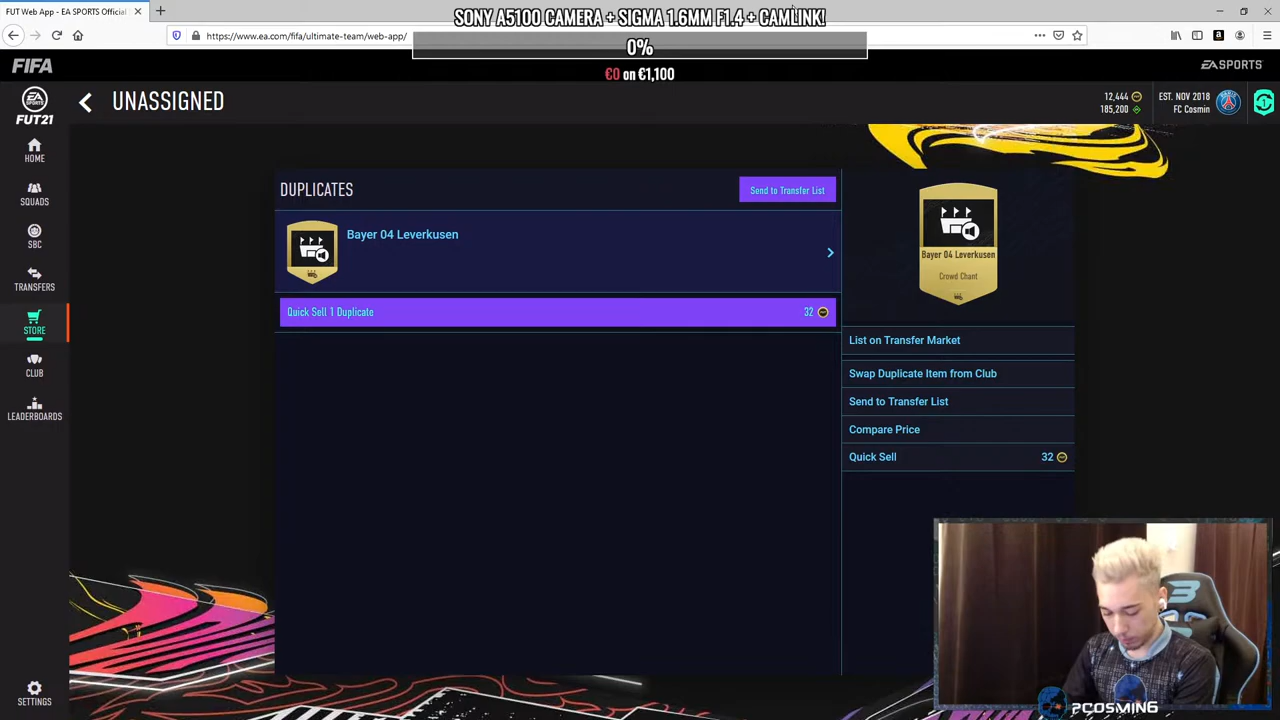 FUT Web App - EA SPORTS Official
SONY A5100 CAMERA + SIGMA 1.6MM F1.4 + CAMLINK!
https://www.ea.com/fifa/ultimate-team/web-app/
0%
€0 on €1,100
FIFA
EA SPORTS
FUT21
UNASSIGNED
12,444
185,200
EST. NOV 2018
FC Cosmin
HOME
SQUADS
SBC
TRANSFERS
STORE
CLUB
LEADERBOARDS
SETTINGS
DUPLICATES
Send to Transfer List
Bayer 04 Leverkusen
Quick Sell 1 Duplicate 32
Bayer 04 Leverkusen
Crowd Chant
List on Transfer Market
Swap Duplicate Item from Club
Send to Transfer List
Compare Price
Quick Sell 32
PCOSMIN6